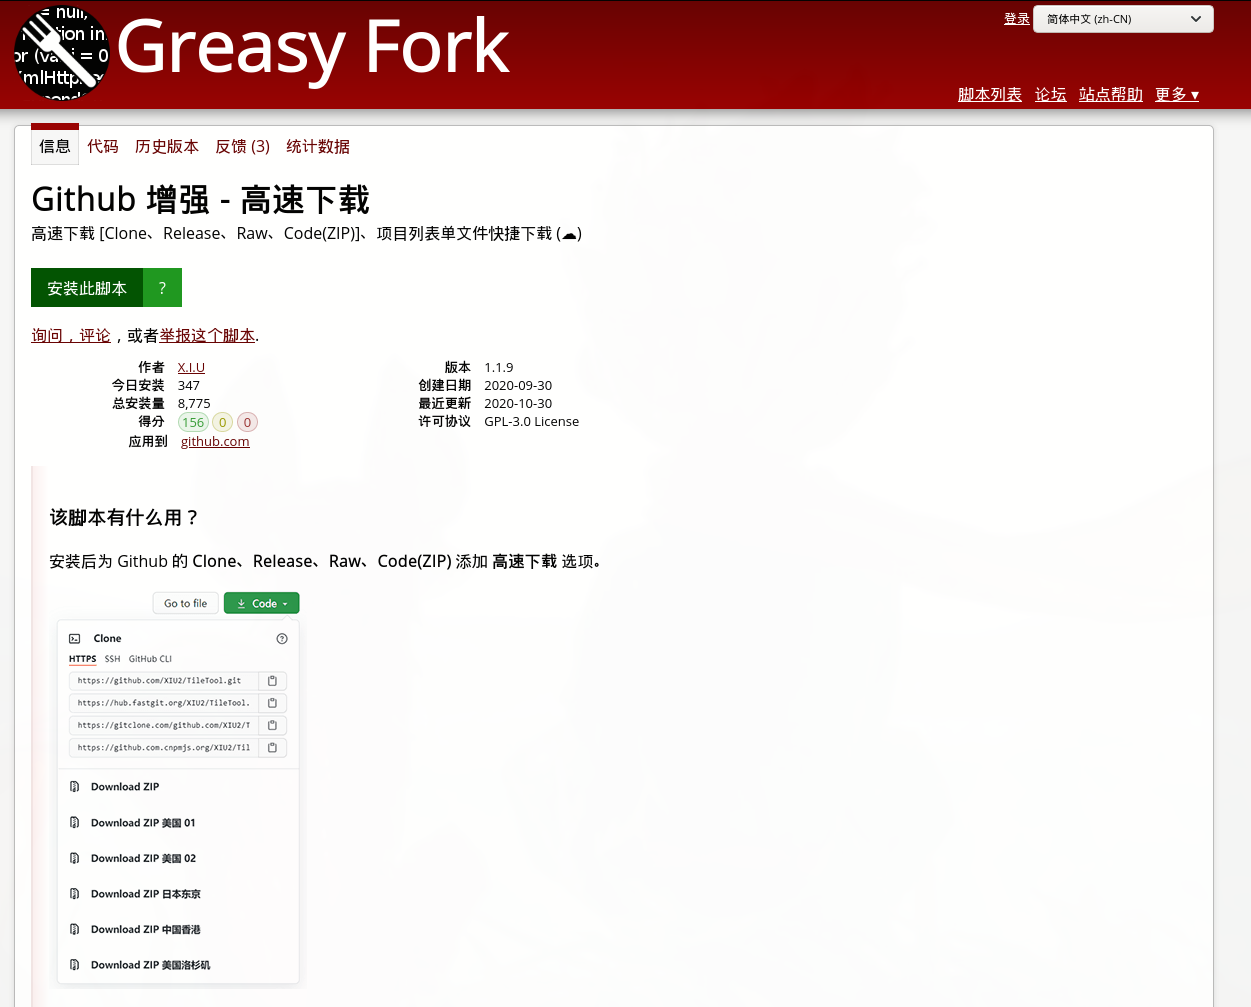 = null,
tion in
or (var i = 0
XmlHttp
Greasy Fork
登录 简体中文 (zh-CN)
脚本列表 论坛 站点帮助 更多 ▾
信息 代码 历史版本 反馈 (3) 统计数据
Github 增强 - 高速下载
高速下载 [Clone、Release、Raw、Code(ZIP)]、项目列表单文件快捷下载 (☁)
安装此脚本 ?
询问，评论，或者举报这个脚本.
作者 X.I.U 版本 1.1.9
今日安装 347 创建日期 2020-09-30
总安装量 8,775 最近更新 2020-10-30
得分 156 0 0 许可协议 GPL-3.0 License
应用到 github.com
该脚本有什么用？
安装后为 Github 的 Clone、Release、Raw、Code(ZIP) 添加 高速下载 选项。
Go to file Code
Clone
HTTPS SSH GitHub CLI
https://github.com/XIU2/TileTool.git
https://hub.fastgit.org/XIU2/TileTool.
https://gitclone.com/github.com/XIU2/T
https://github.com.cnpmjs.org/XIU2/Til
Download ZIP
Download ZIP 美国 01
Download ZIP 美国 02
Download ZIP 日本东京
Download ZIP 中国香港
Download ZIP 美国洛杉矶